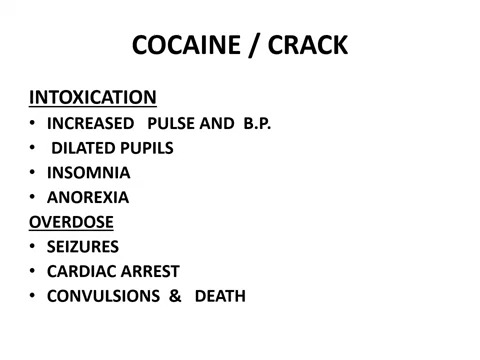 COCAINE / CRACK
INTOXICATION
• INCREASED PULSE AND B.P.
• DILATED PUPILS
• INSOMNIA
• ANOREXIA
OVERDOSE
• SEIZURES
• CARDIAC ARREST
• CONVULSIONS & DEATH